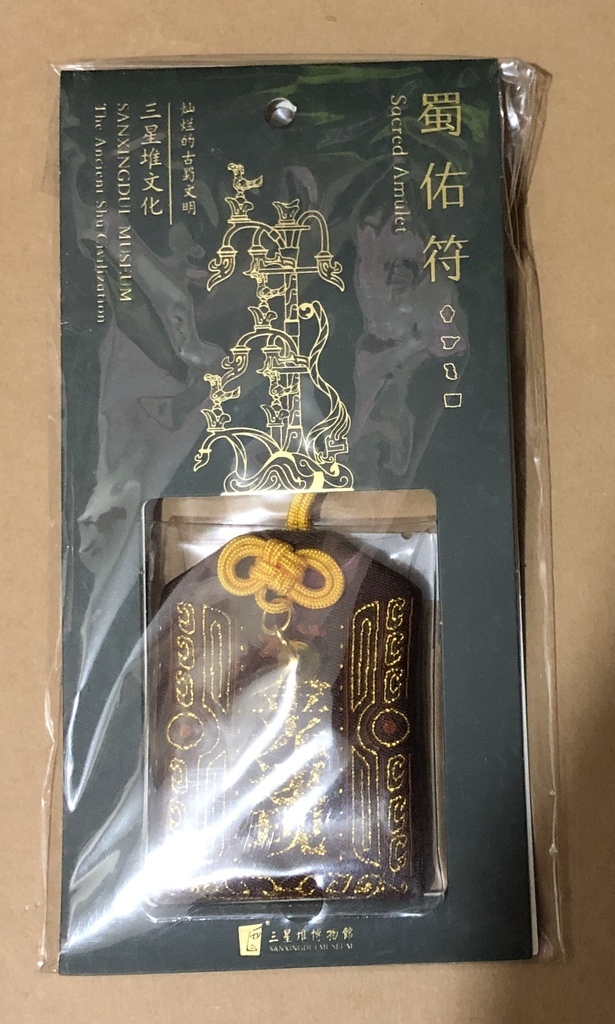 蜀佑符
Sacred Amulet
灿烂的古蜀文明
三星堆文化
SANXINGDUI MUSEUM
The Ancient Shu Civilization
三星堆博物館
SANXINGDUI MUSEUM